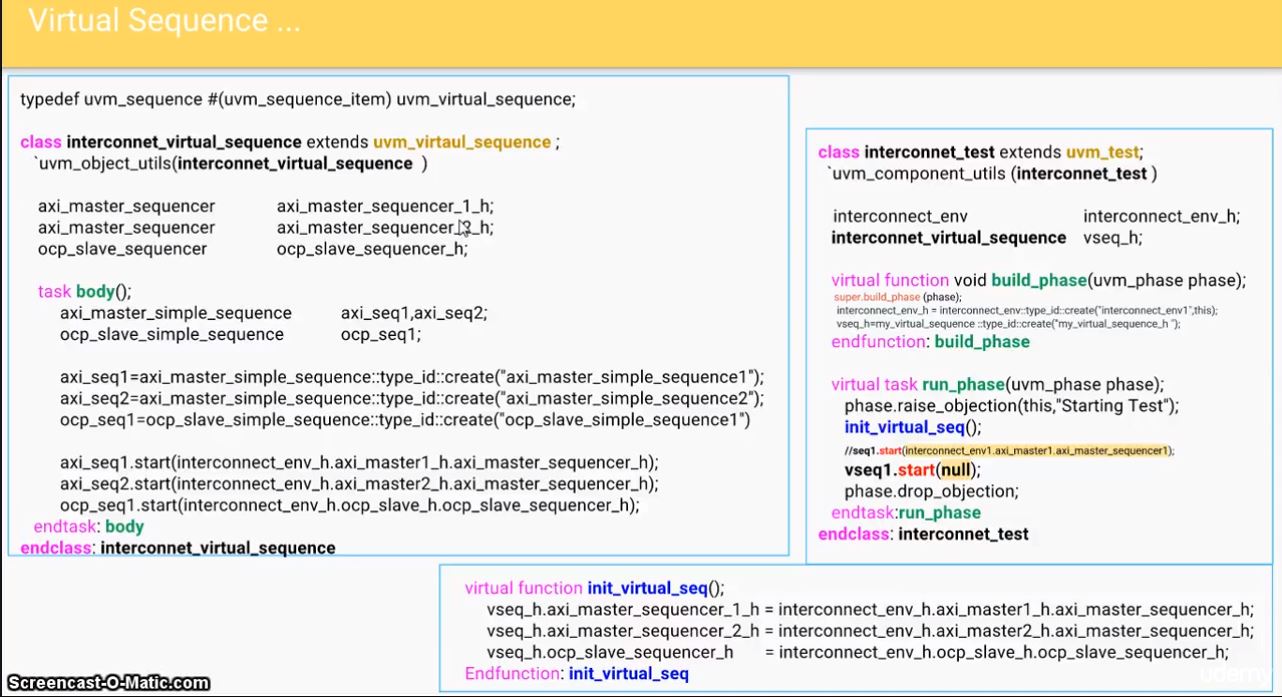 Virtual Sequence ...
typedef uvm_sequence #(uvm_sequence_item) uvm_virtual_sequence;
class interconnet_virtual_sequence extends uvm_virtaul_sequence ;
`uvm_object_utils(interconnet_virtual_sequence )
axi_master_sequencer axi_master_sequencer_1_h;
axi_master_sequencer axi_master_sequencer_2_h;
ocp_slave_sequencer ocp_slave_sequencer_h;
task body();
axi_master_simple_sequence axi_seq1,axi_seq2;
ocp_slave_simple_sequence ocp_seq1;
axi_seq1=axi_master_simple_sequence::type_id::create("axi_master_simple_sequence1");
axi_seq2=axi_master_simple_sequence::type_id::create("axi_master_simple_sequence2");
ocp_seq1=ocp_slave_simple_sequence::type_id::create("ocp_slave_simple_sequence1")
axi_seq1.start(interconnect_env_h.axi_master1_h.axi_master_sequencer_h);
axi_seq2.start(interconnect_env_h.axi_master2_h.axi_master_sequencer_h);
ocp_seq1.start(interconnect_env_h.ocp_slave_h.ocp_slave_sequencer_h);
endtask: body
endclass: interconnet_virtual_sequence
class interconnet_test extends uvm_test;
`uvm_component_utils (interconnet_test )
interconnect_env interconnect_env_h;
interconnect_virtual_sequence vseq_h;
virtual function void build_phase(uvm_phase phase);
super.build_phase (phase);
interconnect_env_h = interconnect_env::type_id::create("interconnect_env1",this);
vseq_h=my_virtual_sequence ::type_id::create("my_virtual_sequence_h ");
endfunction: build_phase
virtual task run_phase(uvm_phase phase);
phase.raise_objection(this,"Starting Test");
init_virtual_seq();
//seq1.start(interconnect_env1.axi_master1.axi_master_sequencer1);
vseq1.start(null);
phase.drop_objection;
endtask:run_phase
endclass: interconnet_test
virtual function init_virtual_seq();
vseq_h.axi_master_sequencer_1_h = interconnect_env_h.axi_master1_h.axi_master_sequencer_h;
vseq_h.axi_master_sequencer_2_h = interconnect_env_h.axi_master2_h.axi_master_sequencer_h;
vseq_h.ocp_slave_sequencer_h = interconnect_env_h.ocp_slave_h.ocp_slave_sequencer_h;
Endfunction: init_virtual_seq
Screencast-O-Matic.com
udemy